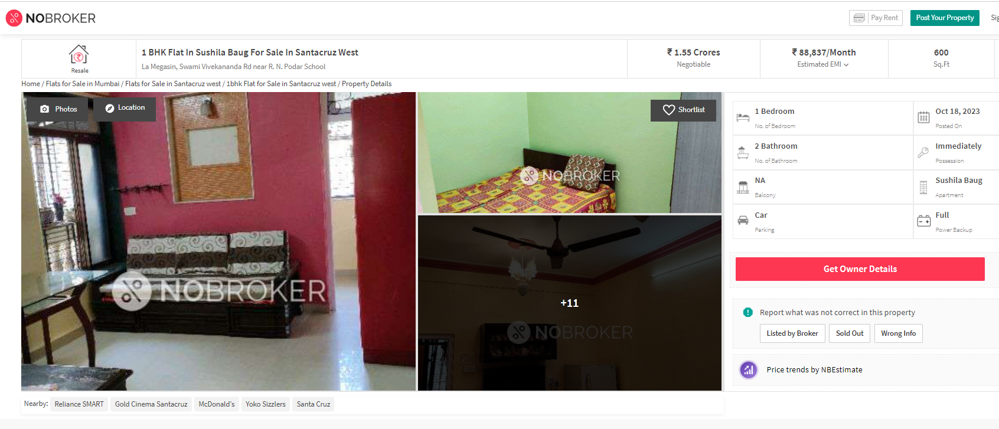 NOBROKER
Pay Rent
Post Your Property
Resale
1 BHK Flat In Sushila Baug For Sale In Santacruz West
La Megasin, Swami Vivekananda Rd near R. N. Podar School
₹ 1.55 Crores
Negotiable
₹ 88,837/Month
Estimated EMI
600
Sq.Ft
Home / Flats for Sale in Mumbai / Flats for Sale in Santacruz west / 1bhk Flat for Sale in Santacruz west / Property Details
Photos
Location
Shortlist
NOBROKER
NOBROKER
+11
NOBROKER
1 Bedroom
No. of Bedroom
Oct 18, 2023
Posted On
2 Bathroom
No. of Bathroom
Immediately
Possession
NA
Balcony
Sushila Baug
Apartment
Car
Parking
Full
Power Backup
Get Owner Details
Report what was not correct in this property
Listed by Broker
Sold Out
Wrong Info
Price trends by NBEstimate
Nearby:
Reliance SMART
Gold Cinema Santacruz
McDonald's
Yoko Sizzlers
Santa Cruz